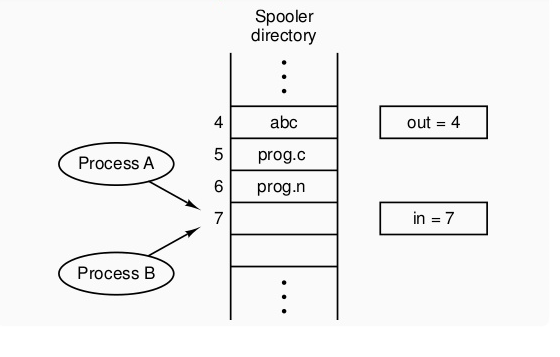 Spooler
directory
4 abc out = 4
Process A
5 prog.c
6 prog.n
7 in = 7
Process B